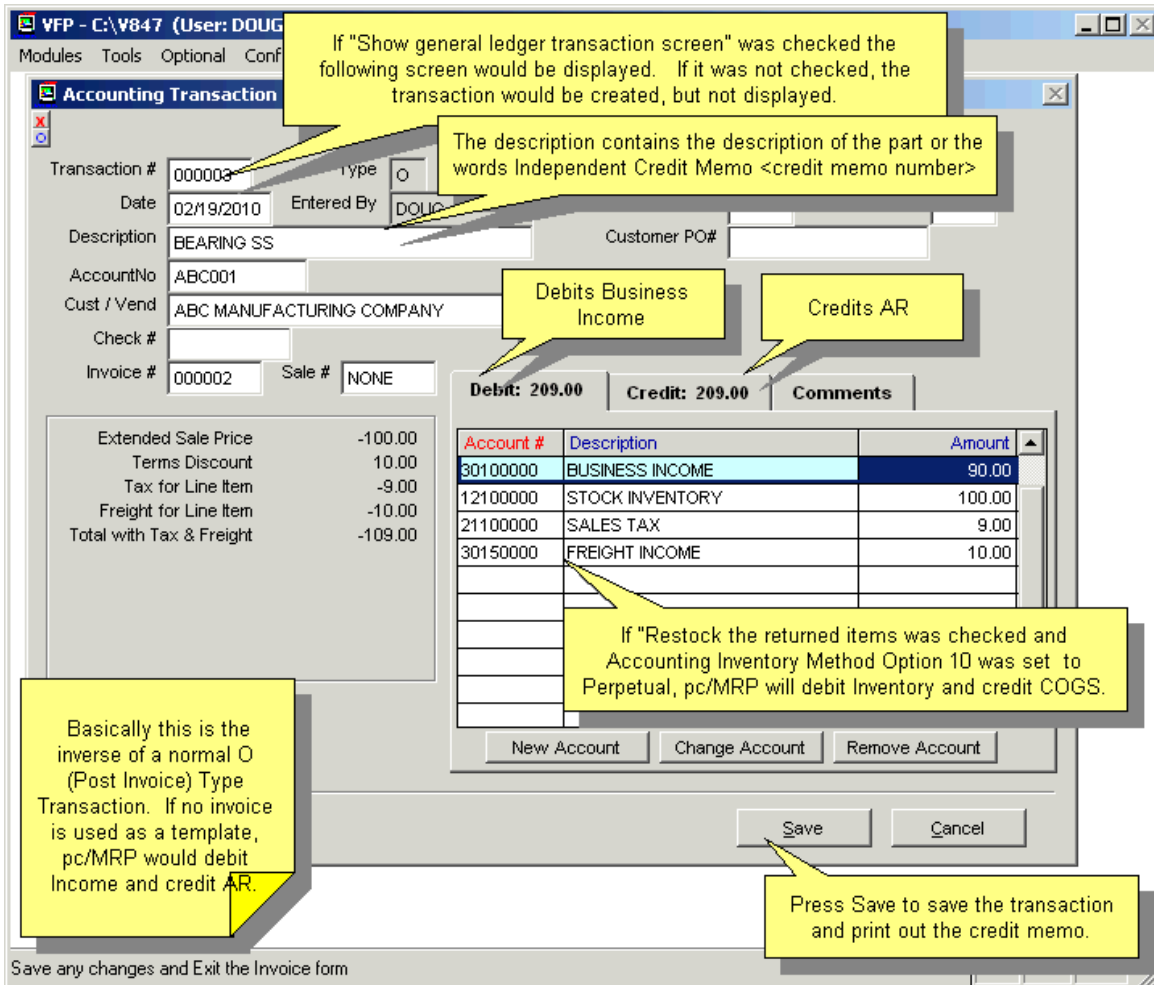 VFP - C:\V847 (User: DOUG
Modules Tools Optional Conf
If "Show general ledger transaction screen" was checked the
following screen would be displayed. If it was not checked, the
transaction would be created, but not displayed.
Accounting Transaction
The description contains the description of the part or the
words Independent Credit Memo <credit memo number>
Transaction # 000003 Type O
Date 02/19/2010 Entered By DOUG
Description BEARING SS Customer PO#
AccountNo ABC001
Cust / Vend ABC MANUFACTURING COMPANY
Check #
Invoice # 000002 Sale # NONE
Debits Business
Income
Credits AR
Debit: 209.00 Credit: 209.00 Comments
Extended Sale Price -100.00
Terms Discount 10.00
Tax for Line Item -9.00
Freight for Line Item -10.00
Total with Tax & Freight -109.00
Account # Description Amount
30100000 BUSINESS INCOME 90.00
12100000 STOCK INVENTORY 100.00
21100000 SALES TAX 9.00
30150000 FREIGHT INCOME 10.00
If "Restock the returned items was checked and
Accounting Inventory Method Option 10 was set to
Perpetual, pc/MRP will debit Inventory and credit COGS.
New Account Change Account Remove Account
Basically this is the
inverse of a normal O
(Post Invoice) Type
Transaction. If no invoice
is used as a template,
pc/MRP would debit
Income and credit AR.
Save Cancel
Press Save to save the transaction
and print out the credit memo.
Save any changes and Exit the Invoice form